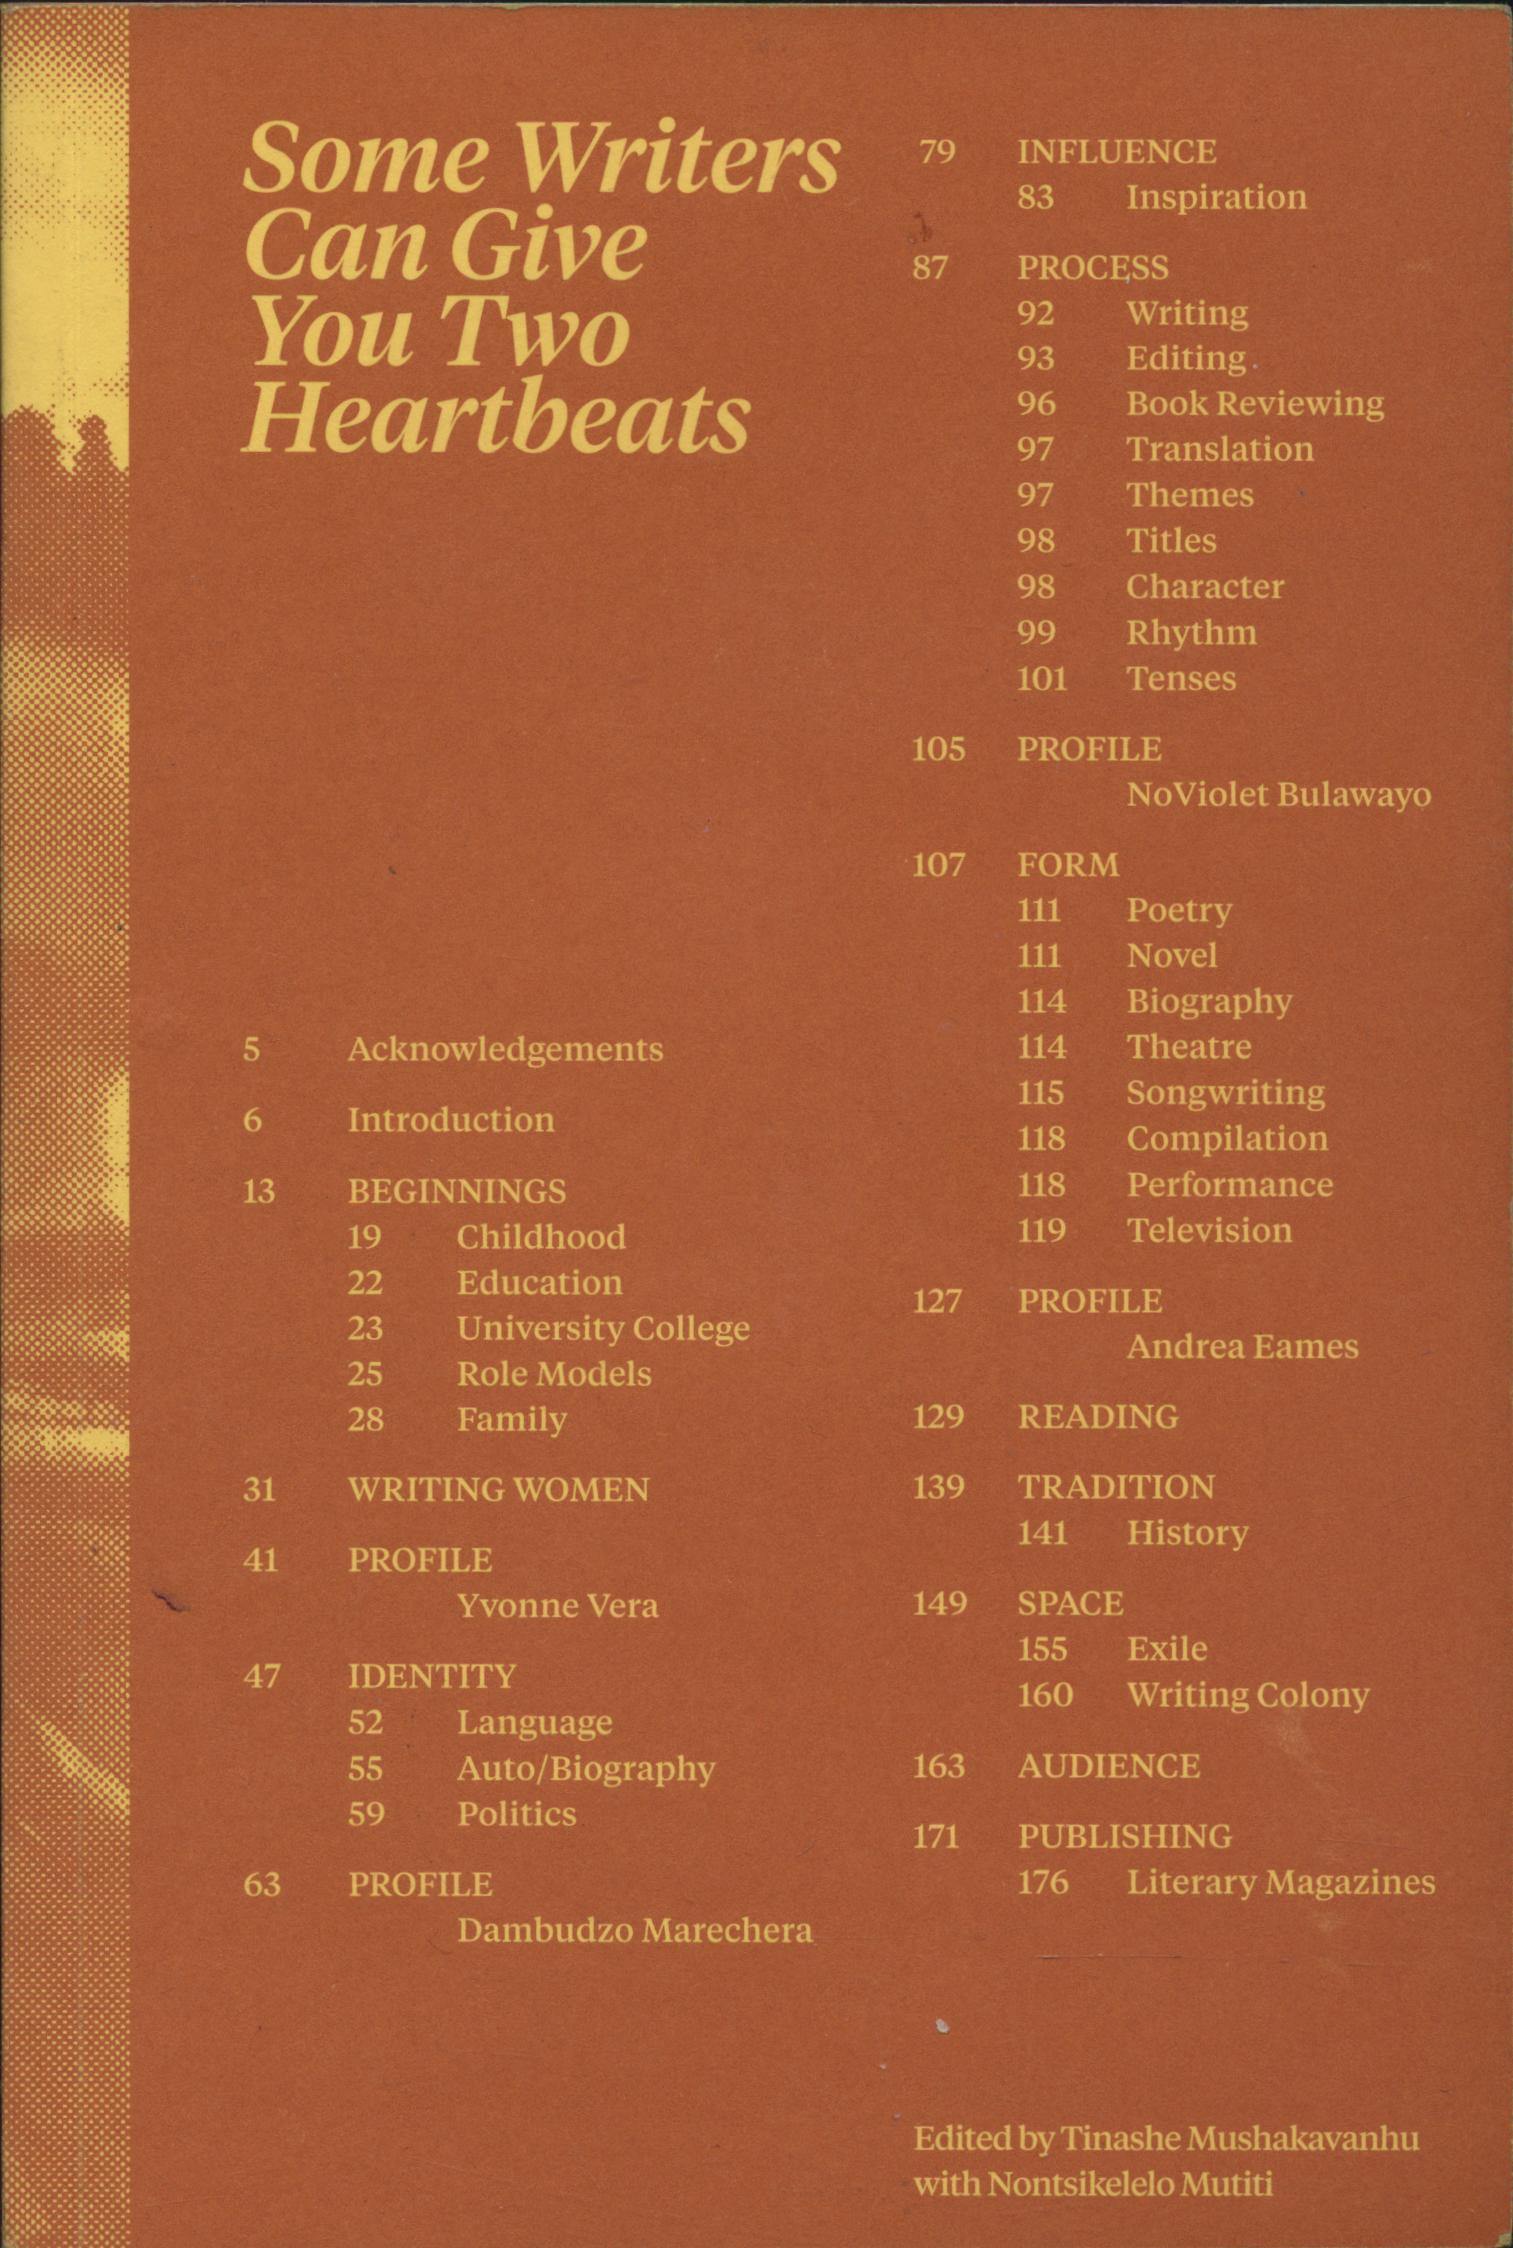 Some Writers
Can Give
You Two
Heartbeats
5 Acknowledgements
6 Introduction
13 BEGINNINGS
19 Childhood
22 Education
23 University College
25 Role Models
28 Family
31 WRITING WOMEN
41 PROFILE
Yvonne Vera
47 IDENTITY
52 Language
55 Auto/Biography
59 Politics
63 PROFILE
Dambudzo Marechera
79 INFLUENCE
83 Inspiration
87 PROCESS
92 Writing
93 Editing
96 Book Reviewing
97 Translation
97 Themes
98 Titles
98 Character
99 Rhythm
101 Tenses
105 PROFILE
NoViolet Bulawayo
107 FORM
111 Poetry
111 Novel
114 Biography
114 Theatre
115 Songwriting
118 Compilation
118 Performance
119 Television
127 PROFILE
Andrea Eames
129 READING
139 TRADITION
141 History
149 SPACE
155 Exile
160 Writing Colony
163 AUDIENCE
171 PUBLISHING
176 Literary Magazines
Edited by Tinashe Mushakavanhu
with Nontsikelelo Mutiti